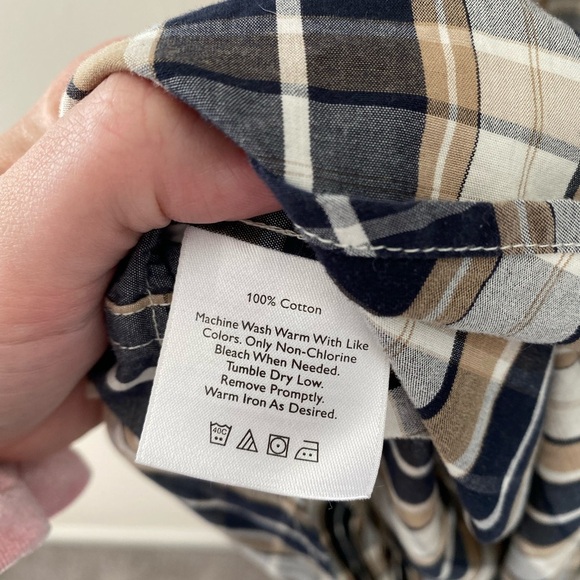 100% Cotton
Machine Wash Warm With Like
Colors. Only Non-Chlorine
Bleach When Needed.
Tumble Dry Low.
Remove Promptly.
Warm Iron As Desired.
40C